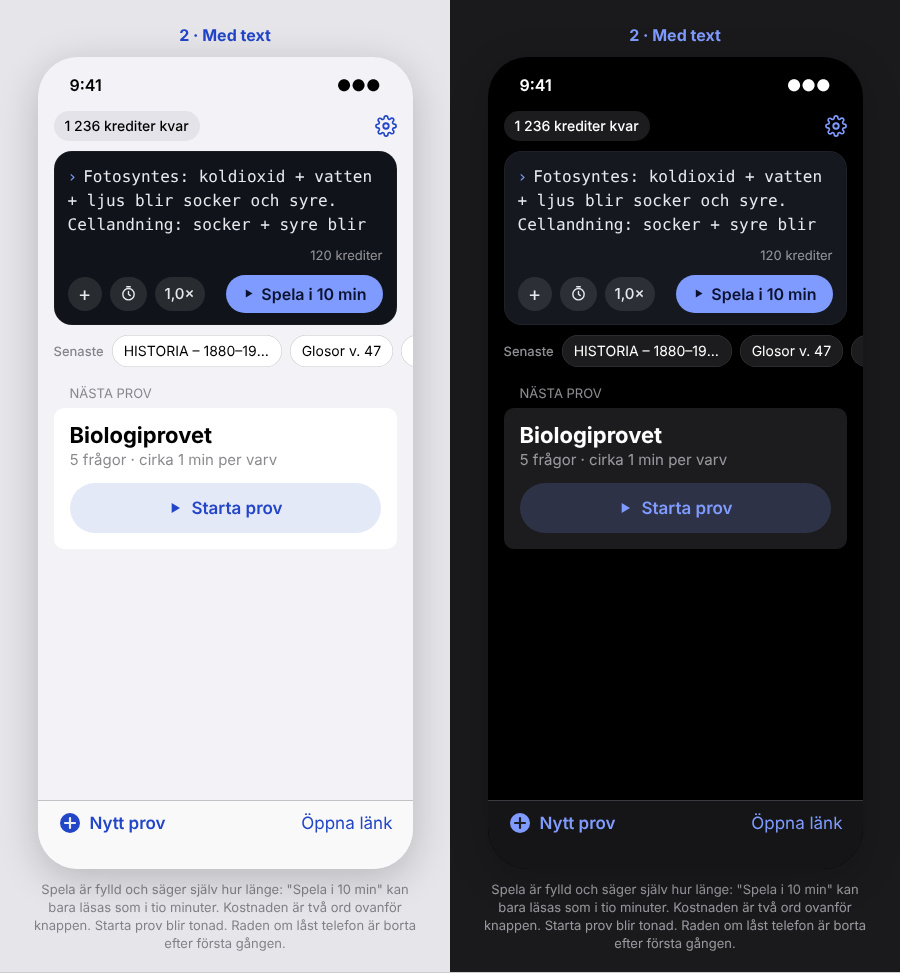 2 · Med text
9:41
1 236 krediter kvar
› Fotosyntes: koldioxid + vatten
+ ljus blir socker och syre.
Cellandning: socker + syre blir
120 krediter
+ 1,0× Spela i 10 min
Senaste HISTORIA – 1880–19... Glosor v. 47
NÄSTA PROV
Biologiprovet
5 frågor · cirka 1 min per varv
Starta prov
Nytt prov Öppna länk
Spela är fylld och säger själv hur länge: "Spela i 10 min" kan
bara läsas som i tio minuter. Kostnaden är två ord ovanför
knappen. Starta prov blir tonad. Raden om låst telefon är borta
efter första gången.
2 · Med text
9:41
1 236 krediter kvar
› Fotosyntes: koldioxid + vatten
+ ljus blir socker och syre.
Cellandning: socker + syre blir
120 krediter
+ 1,0× Spela i 10 min
Senaste HISTORIA – 1880–19... Glosor v. 47
NÄSTA PROV
Biologiprovet
5 frågor · cirka 1 min per varv
Starta prov
Nytt prov Öppna länk
Spela är fylld och säger själv hur länge: "Spela i 10 min" kan
bara läsas som i tio minuter. Kostnaden är två ord ovanför
knappen. Starta prov blir tonad. Raden om låst telefon är borta
efter första gången.